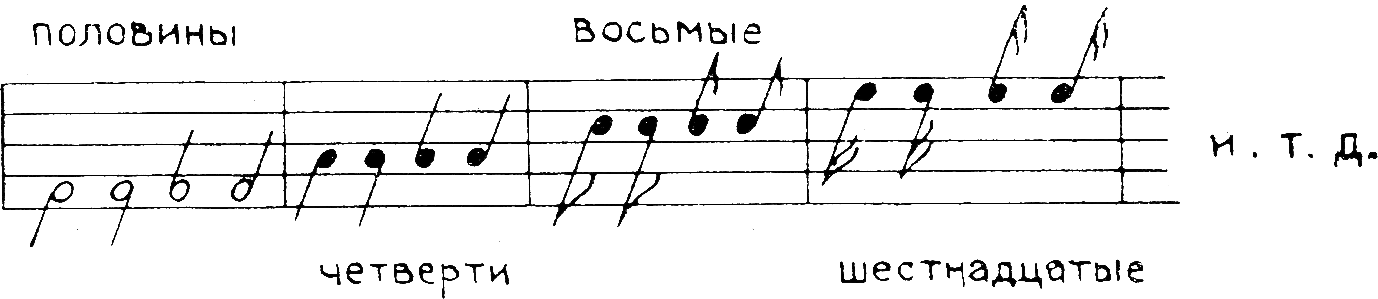 половины
восьмые
и. т. д.
четверти
шестнадцатые